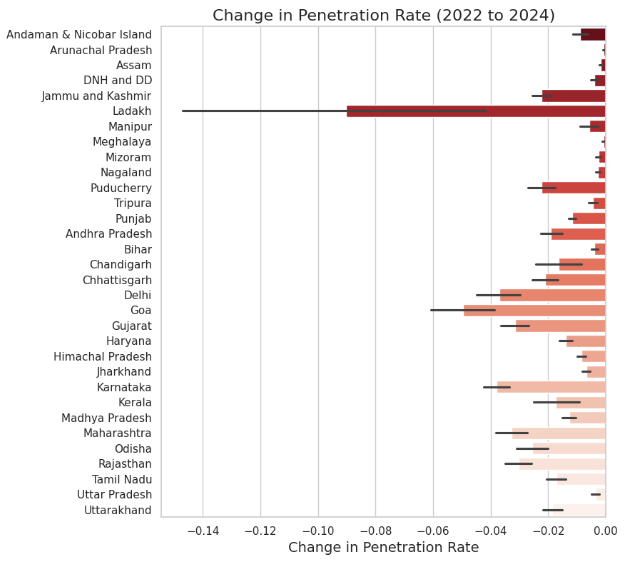 Change in Penetration Rate (2022 to 2024)
Andaman & Nicobar Island
Arunachal Pradesh
Assam
DNH and DD
Jammu and Kashmir
Ladakh
Manipur
Meghalaya
Mizoram
Nagaland
Puducherry
Tripura
Punjab
Andhra Pradesh
Bihar
Chandigarh
Chhattisgarh
Delhi
Goa
Gujarat
Haryana
Himachal Pradesh
Jharkhand
Karnataka
Kerala
Madhya Pradesh
Maharashtra
Odisha
Rajasthan
Tamil Nadu
Uttar Pradesh
Uttarakhand
−0.14 −0.12 −0.10 −0.08 −0.06 −0.04 −0.02 0.00
Change in Penetration Rate